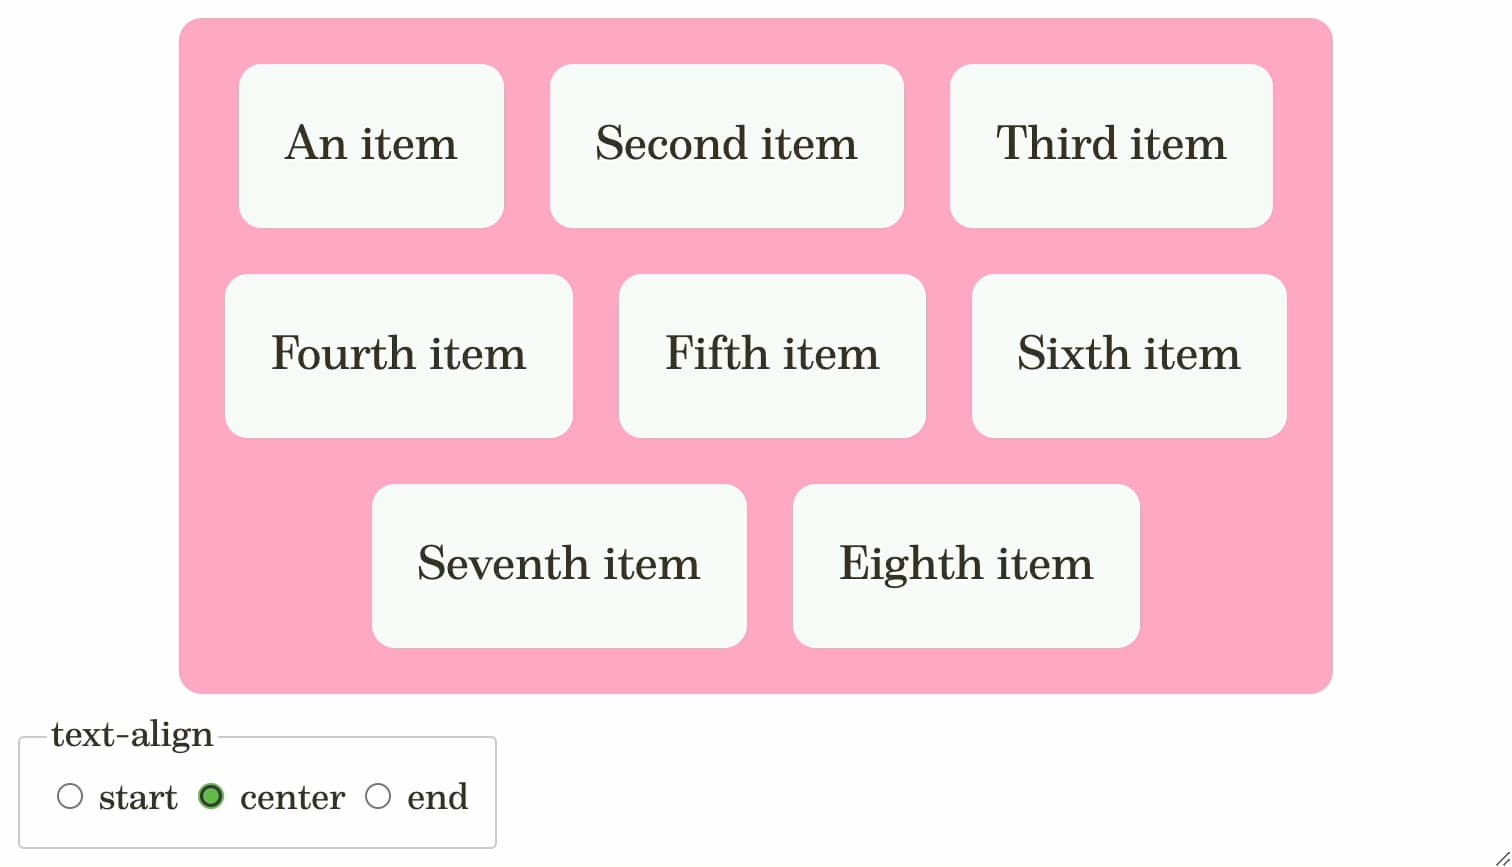 An item Second item Third item
Fourth item Fifth item Sixth item
Seventh item Eighth item
text-align
start center end